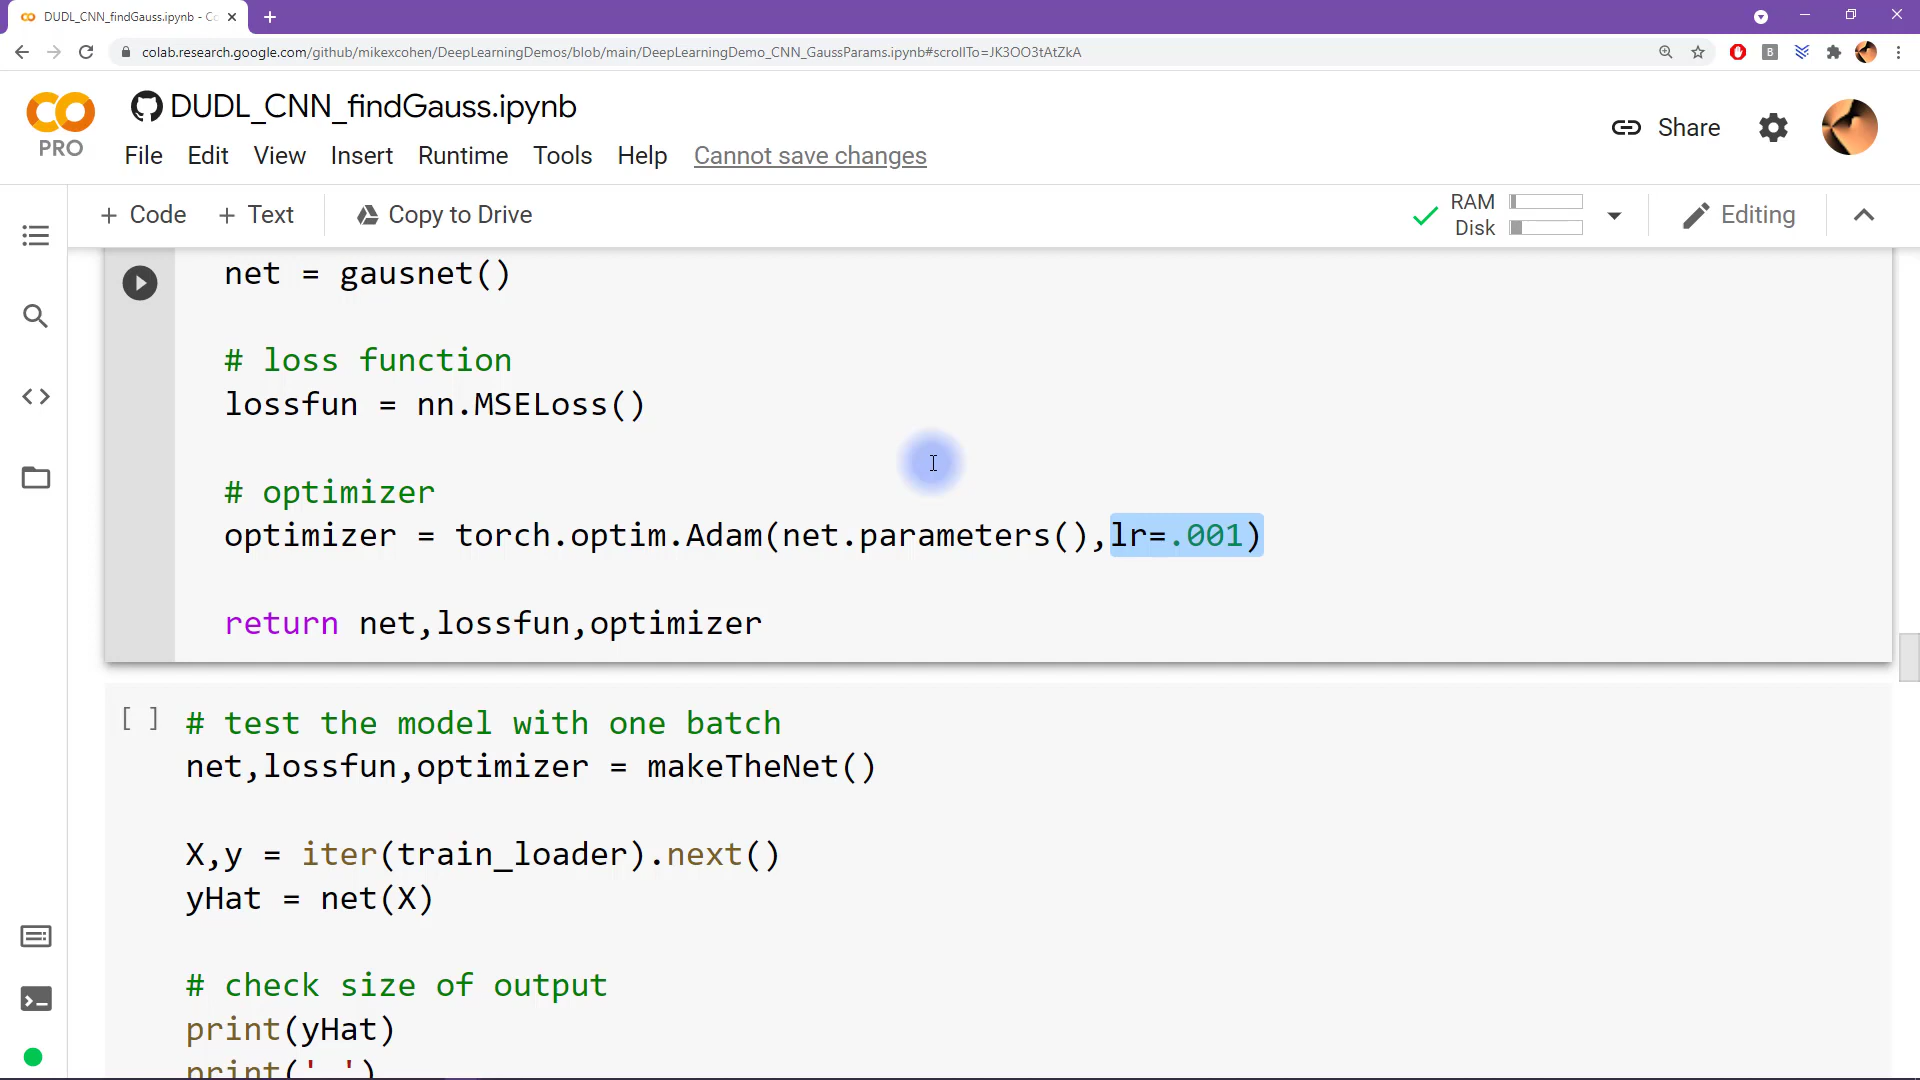 DUDL_CNN_findGauss.ipynb - Co
colab.research.google.com/github/mikexcohen/DeepLearningDemos/blob/main/DeepLearningDemo_CNN_GaussParams.ipynb#scrollTo=JK3OO3tAtZkA
PRO
DUDL_CNN_findGauss.ipynb
File Edit View Insert Runtime Tools Help Cannot save changes
Share
+ Code + Text Copy to Drive
RAM
Disk
Editing
net = gausnet()
# loss function
lossfun = nn.MSELoss()
# optimizer
optimizer = torch.optim.Adam(net.parameters(),lr=.001)
return net,lossfun,optimizer
[ ] # test the model with one batch
net,lossfun,optimizer = makeTheNet()
X,y = iter(train_loader).next()
yHat = net(X)
# check size of output
print(yHat)
print(' ')